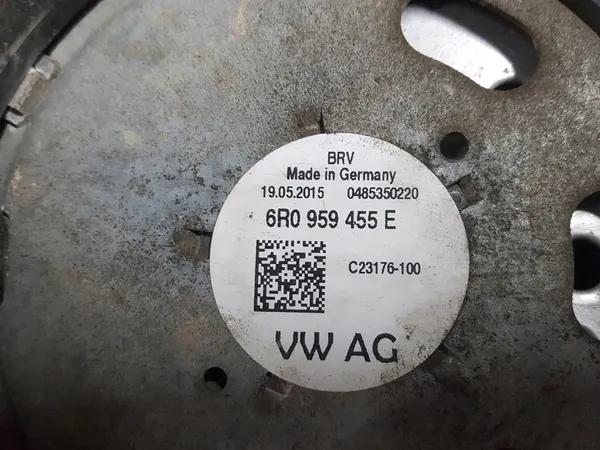 BRV
Made in Germany
19.05.2015 0485350220
6R0 959 455 E
C23176-100
VW AG